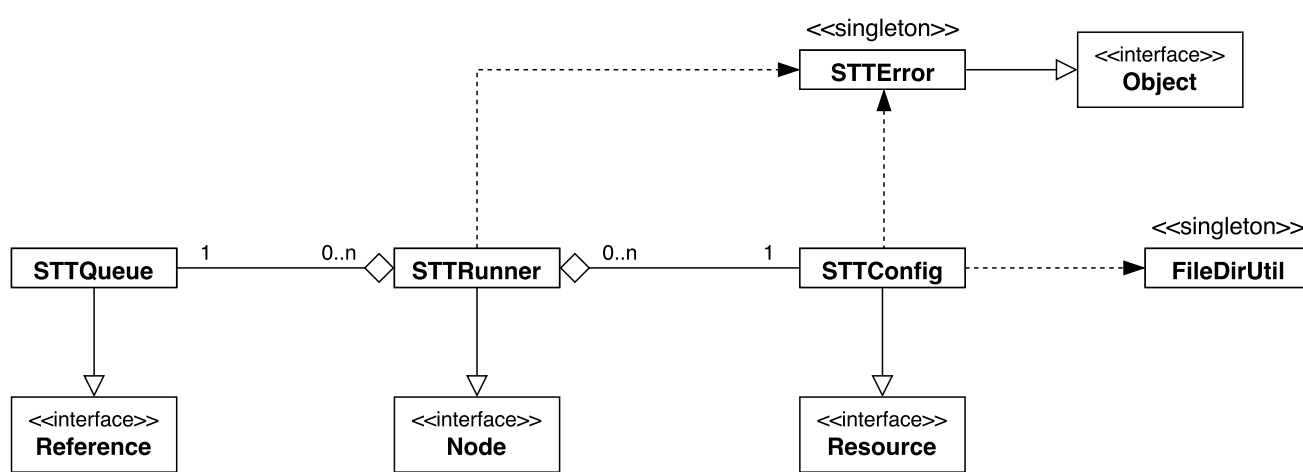 <<singleton>>
STTError
<<interface>>
Object
<<singleton>>
STTQueue
1
0..n
STTRunner
0..n
1
STTConfig
FileDirUtil
<<interface>>
Reference
<<interface>>
Node
<<interface>>
Resource